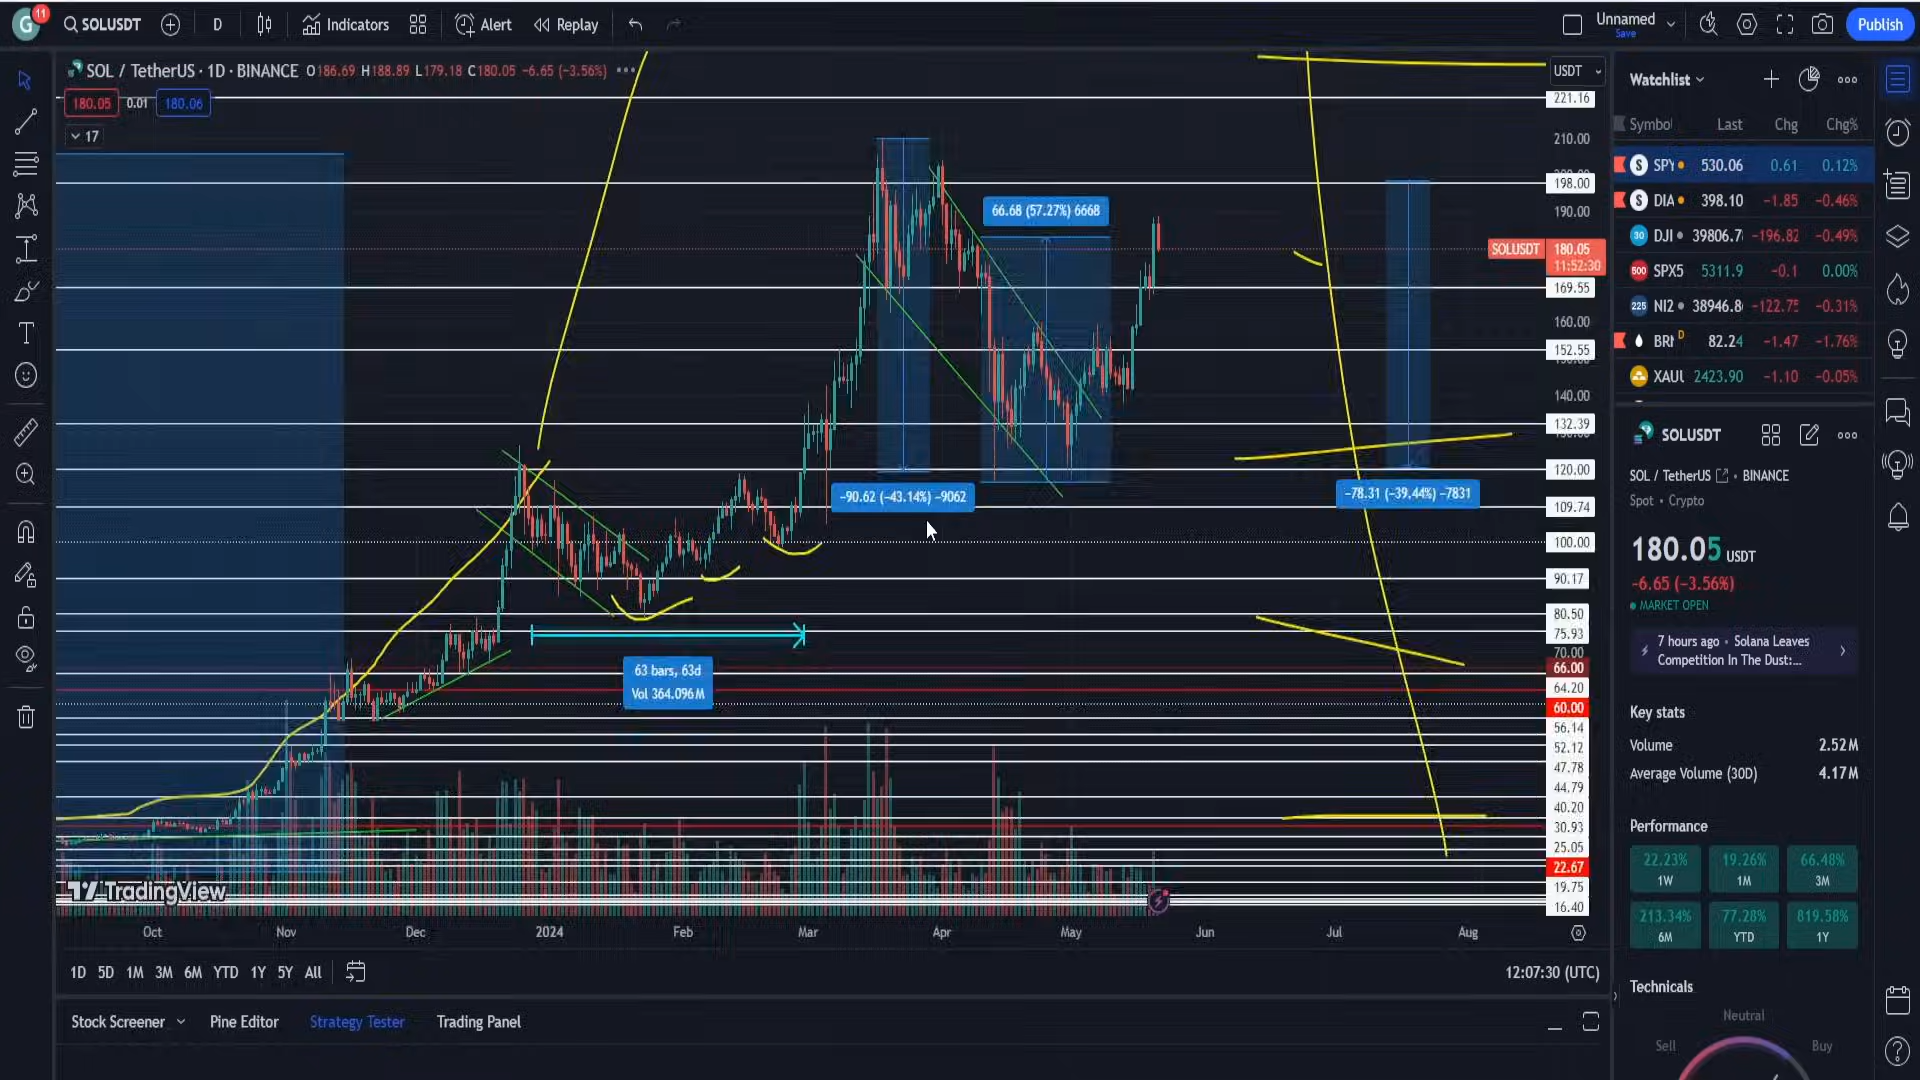 G 11 SOLUSDT D Indicators Alert Replay Unnamed Save Publish
SOL / TetherUS · 1D · BINANCE O186.69 H188.89 L179.18 C180.05 −6.65 (−3.56%)
180.05 0.01 180.06
17
USDT
221.16
210.00
198.00
190.00
SOLUSDT 180.05
11:52:30
169.55
160.00
152.55
140.00
132.39
120.00
109.74
100.00
90.17
80.50
75.93
70.00
66.00
64.20
60.00
56.14
52.12
47.78
44.79
40.20
30.93
25.05
22.67
19.75
16.40
66.68 (57.27%) 6668
−90.62 (−43.14%) −9062
−78.31 (−39.44%) −7831
63 bars, 63d
Vol 364.096M
TradingView
Oct Nov Dec 2024 Feb Mar Apr May Jun Jul Aug
1D 5D 1M 3M 6M YTD 1Y 5Y All
12:07:30 (UTC)
Stock Screener Pine Editor Strategy Tester Trading Panel
Watchlist
Symbol Last Chg Chg%
S SPY 530.06 0.61 0.12%
S DIA 398.10 −1.85 −0.46%
30 DJI 39806.7 −196.82 −0.49%
500 SPX5 5311.9 −0.1 0.00%
225 NI2 38946.8 −122.75 −0.31%
BRN D 82.24 −1.47 −1.76%
XAUU 2423.90 −1.10 −0.05%
SOLUSDT
SOL / TetherUS BINANCE
Spot • Crypto
180.05 USDT
−6.65 (−3.56%)
MARKET OPEN
7 hours ago • Solana Leaves
Competition In The Dust:...
Key stats
Volume 2.52M
Average Volume (30D) 4.17M
Performance
22.23% 19.26% 66.48%
1W 1M 3M
213.34% 77.28% 819.58%
6M YTD 1Y
Technicals
Neutral
Sell Buy